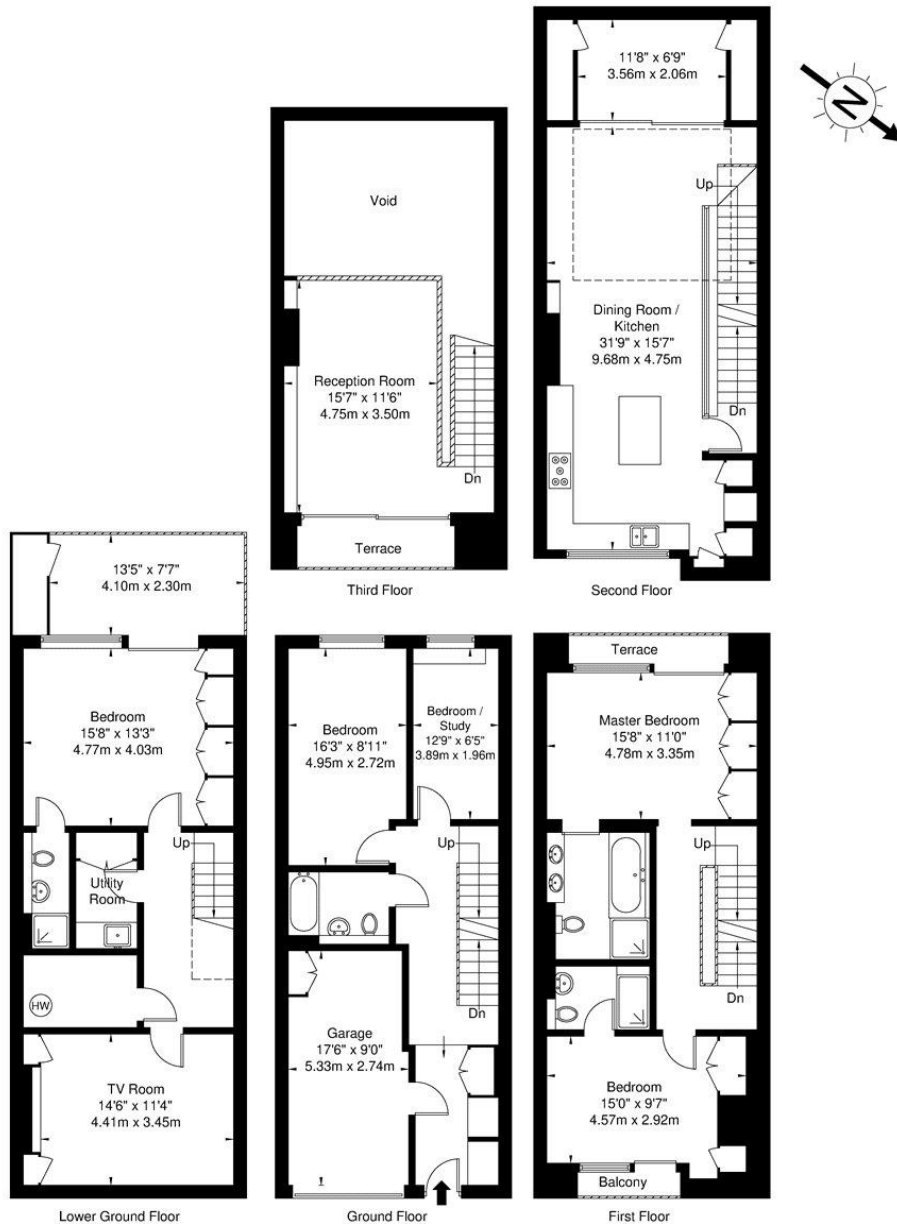 11'8" x 6'9"
3.56m x 2.06m
N
Void
Up
Dining Room /
Kitchen
31'9" x 15'7"
9.68m x 4.75m
Dn
Reception Room
15'7" x 11'6"
4.75m x 3.50m
Dn
Terrace
Third Floor
Second Floor
13'5" x 7'7"
4.10m x 2.30m
Bedroom
15'8" x 13'3"
4.77m x 4.03m
Up
Utility
Room
HW
TV Room
14'6" x 11'4"
4.41m x 3.45m
Lower Ground Floor
Bedroom
16'3" x 8'11"
4.95m x 2.72m
Bedroom /
Study
12'9" x 6'5"
3.89m x 1.96m
Up
Dn
Garage
17'6" x 9'0"
5.33m x 2.74m
Ground Floor
Terrace
Master Bedroom
15'8" x 11'0"
4.78m x 3.35m
Up
Dn
Bedroom
15'0" x 9'7"
4.57m x 2.92m
Balcony
First Floor